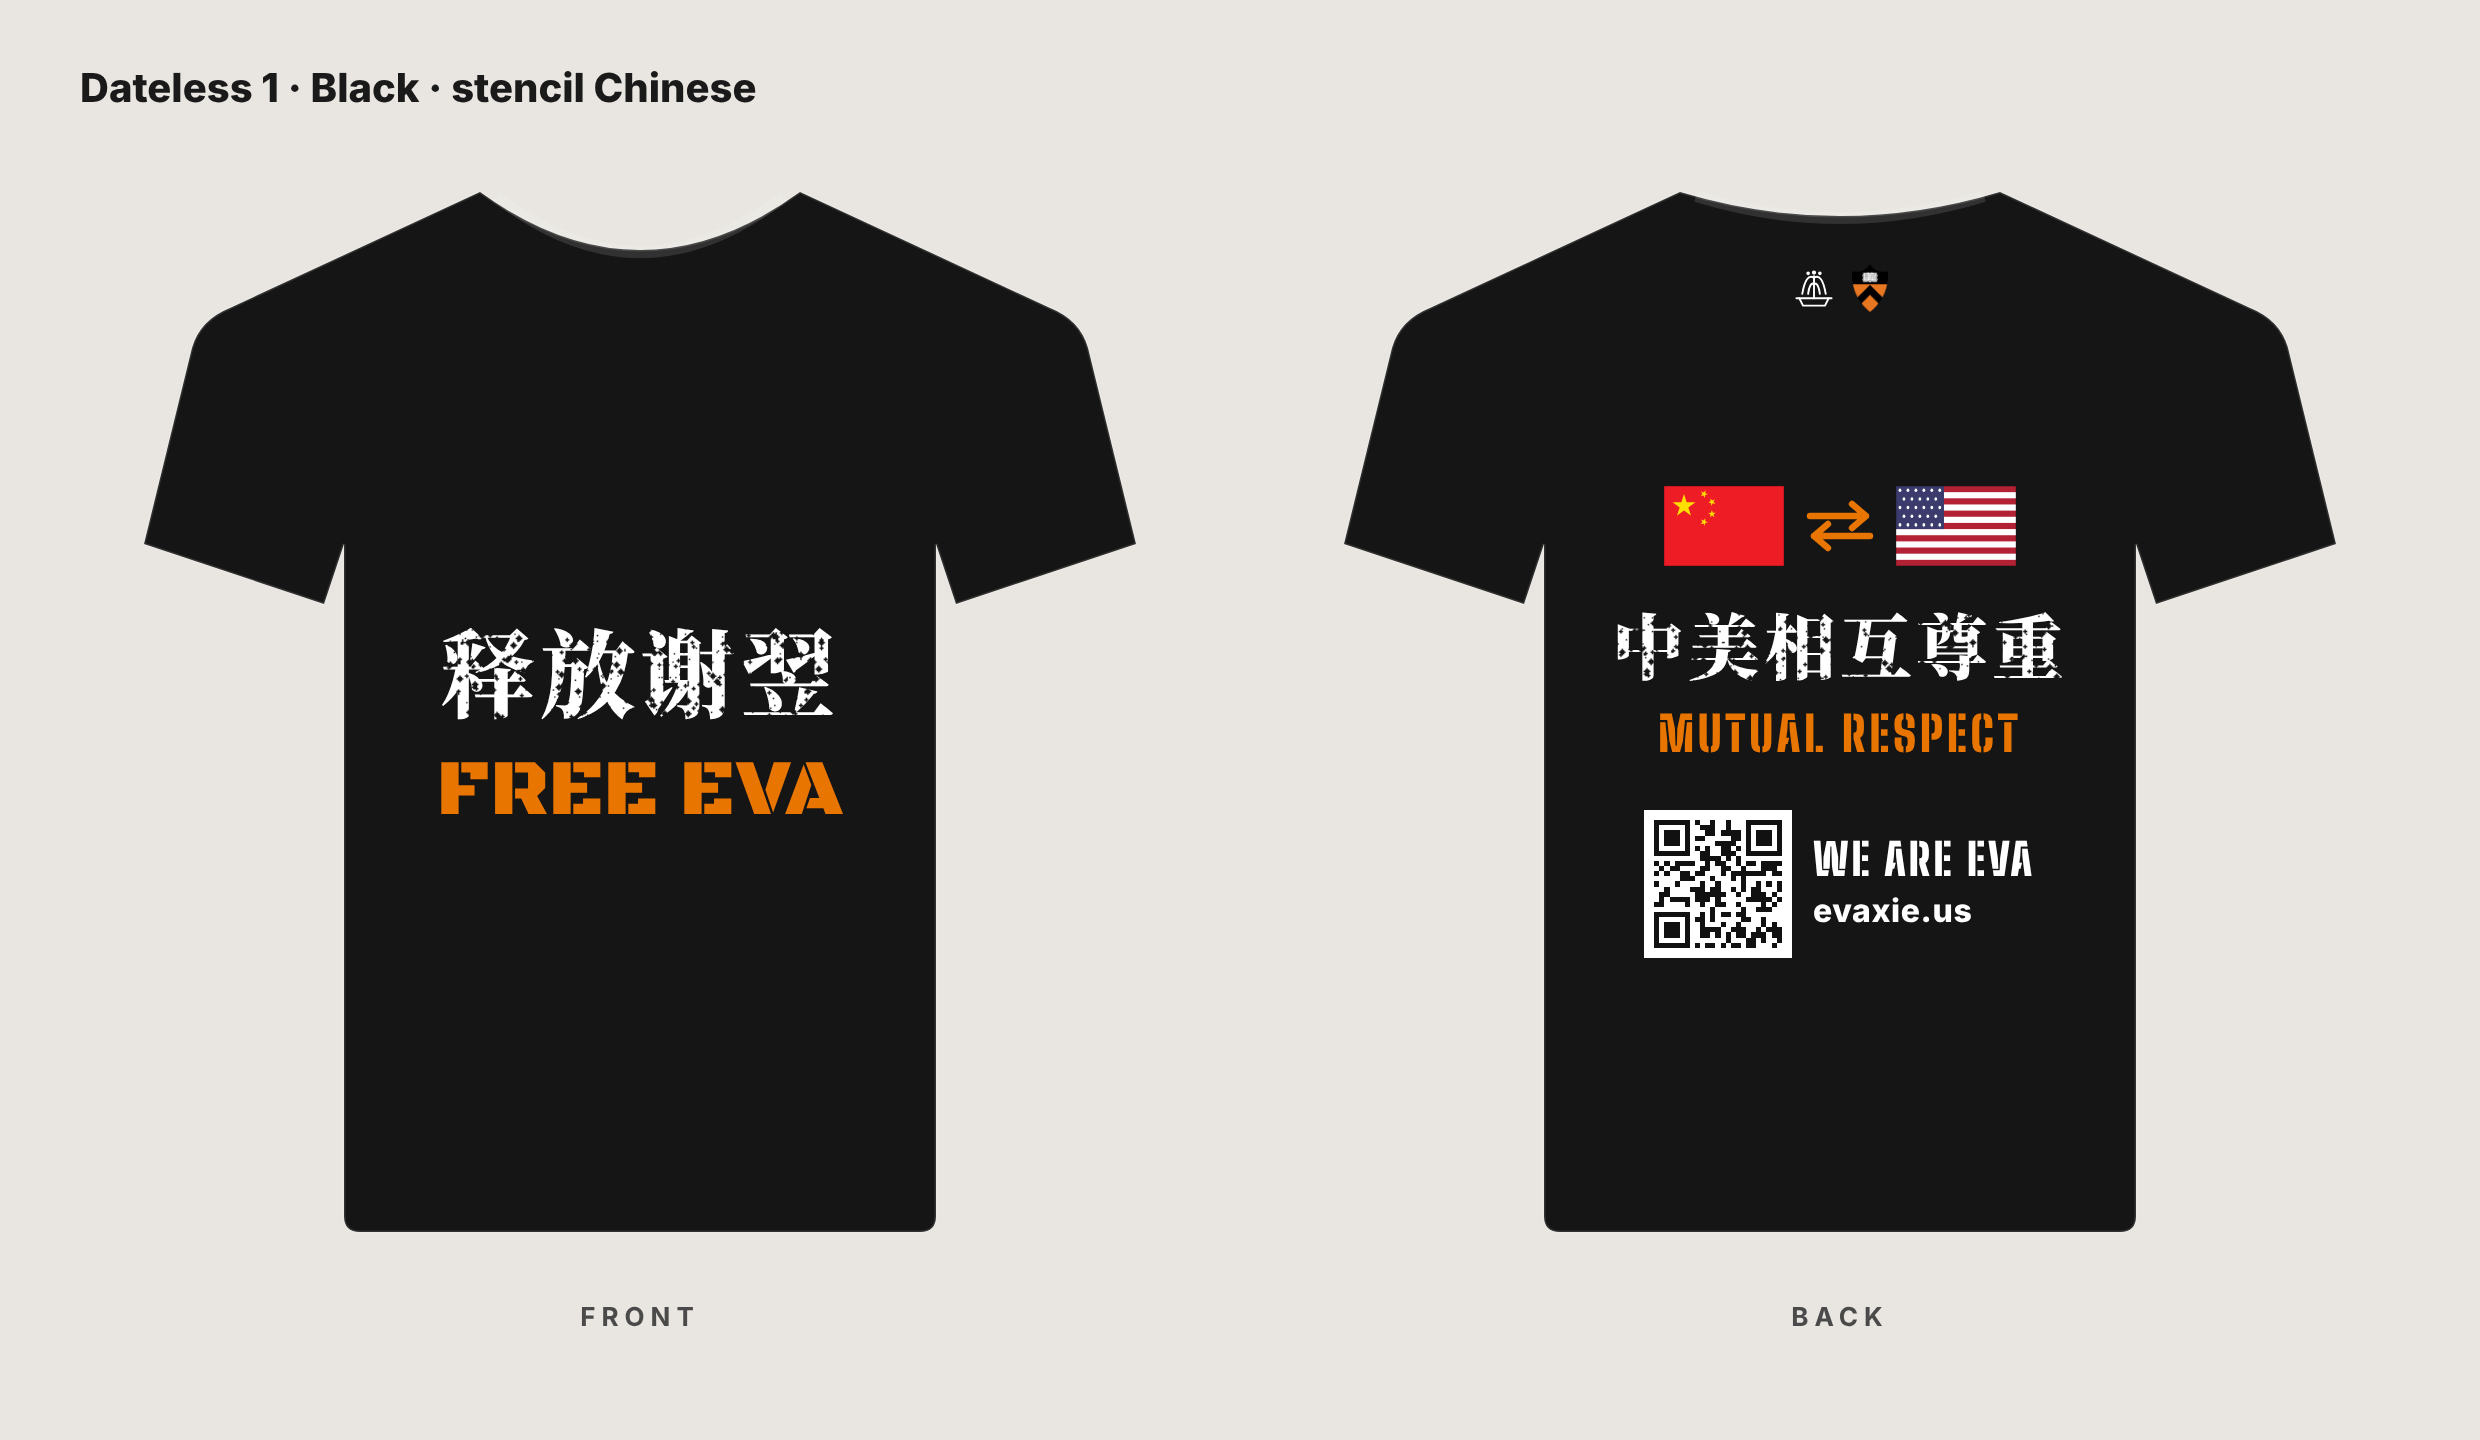 Dateless 1 · Black · stencil Chinese
释放谢翌
FREE EVA
中美相互尊重
MUTUAL RESPECT
WE ARE EVA
evaxie.us
FRONT
BACK